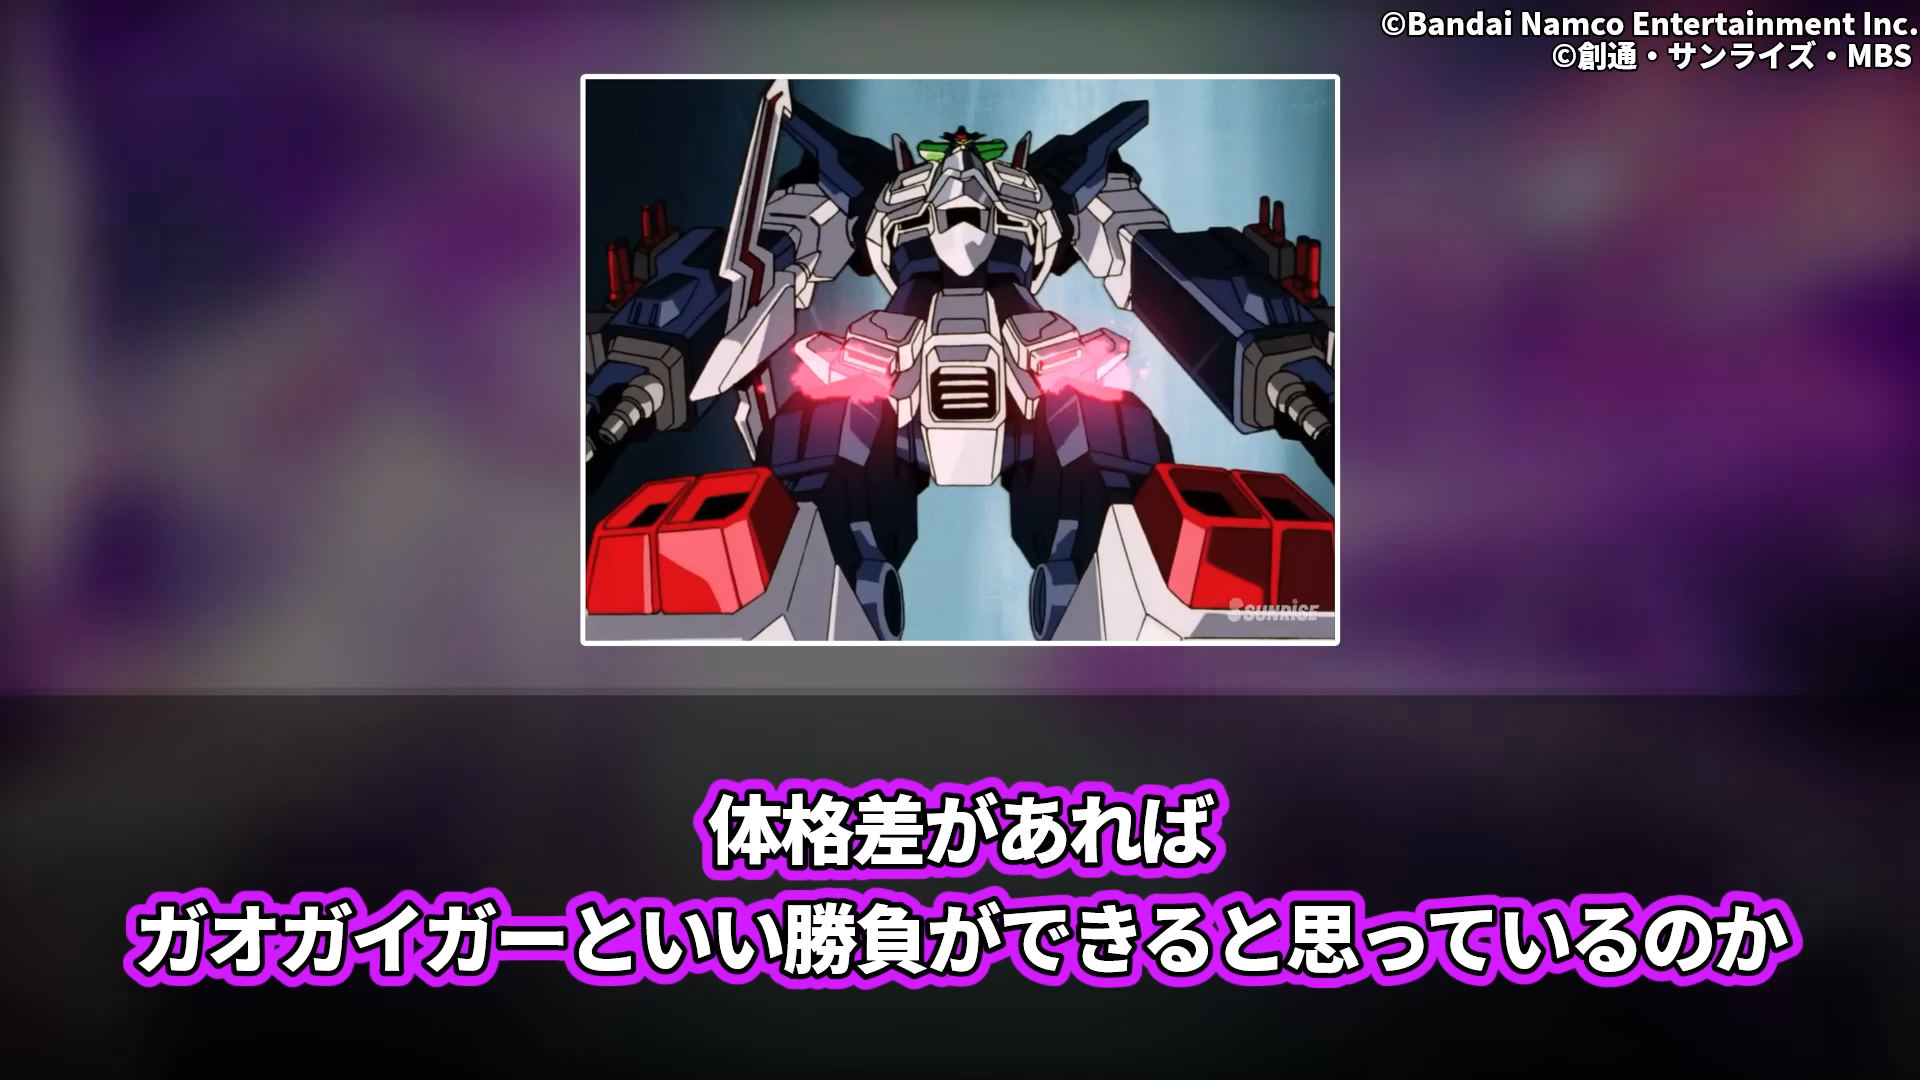 ©Bandai Namco Entertainment Inc.
©創通・サンライズ・MBS
SUNRISE
体格差があれば
ガオガイガーといい勝負ができると思っているのか